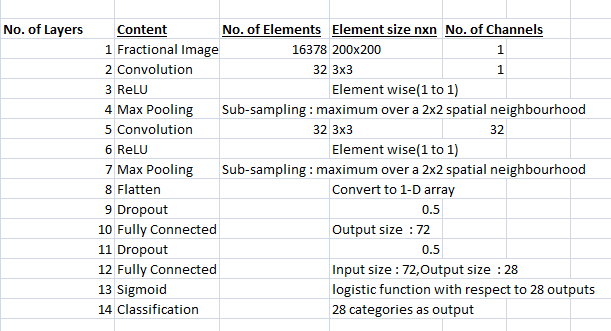 No. of Layers Content No. of Elements Element size nxn No. of Channels
1 Fractional Image 16378 200x200 1
2 Convolution 32 3x3 1
3 ReLU Element wise(1 to 1)
4 Max Pooling Sub-sampling : maximum over a 2x2 spatial neighbourhood
5 Convolution 32 3x3 32
6 ReLU Element wise(1 to 1)
7 Max Pooling Sub-sampling : maximum over a 2x2 spatial neighbourhood
8 Flatten Convert to 1-D array
9 Dropout 0.5
10 Fully Connected Output size : 72
11 Dropout 0.5
12 Fully Connected Input size : 72,Output size : 28
13 Sigmoid logistic function with respect to 28 outputs
14 Classification 28 categories as output